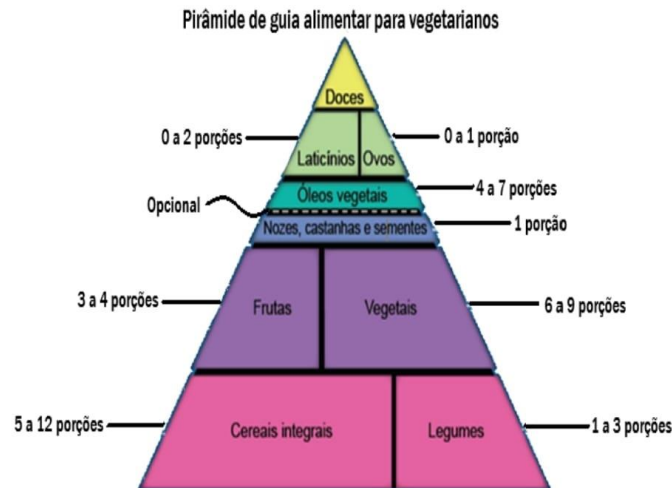 Pirâmide de guia alimentar para vegetarianos
Doces
0 a 2 porções
0 a 1 porção
Laticínios
Ovos
4 a 7 porções
Óleos vegetais
Opcional
1 porção
Nozes, castanhas e sementes
3 a 4 porções
Frutas
Vegetais
6 a 9 porções
5 a 12 porções
Cereais integrais
Legumes
1 a 3 porções